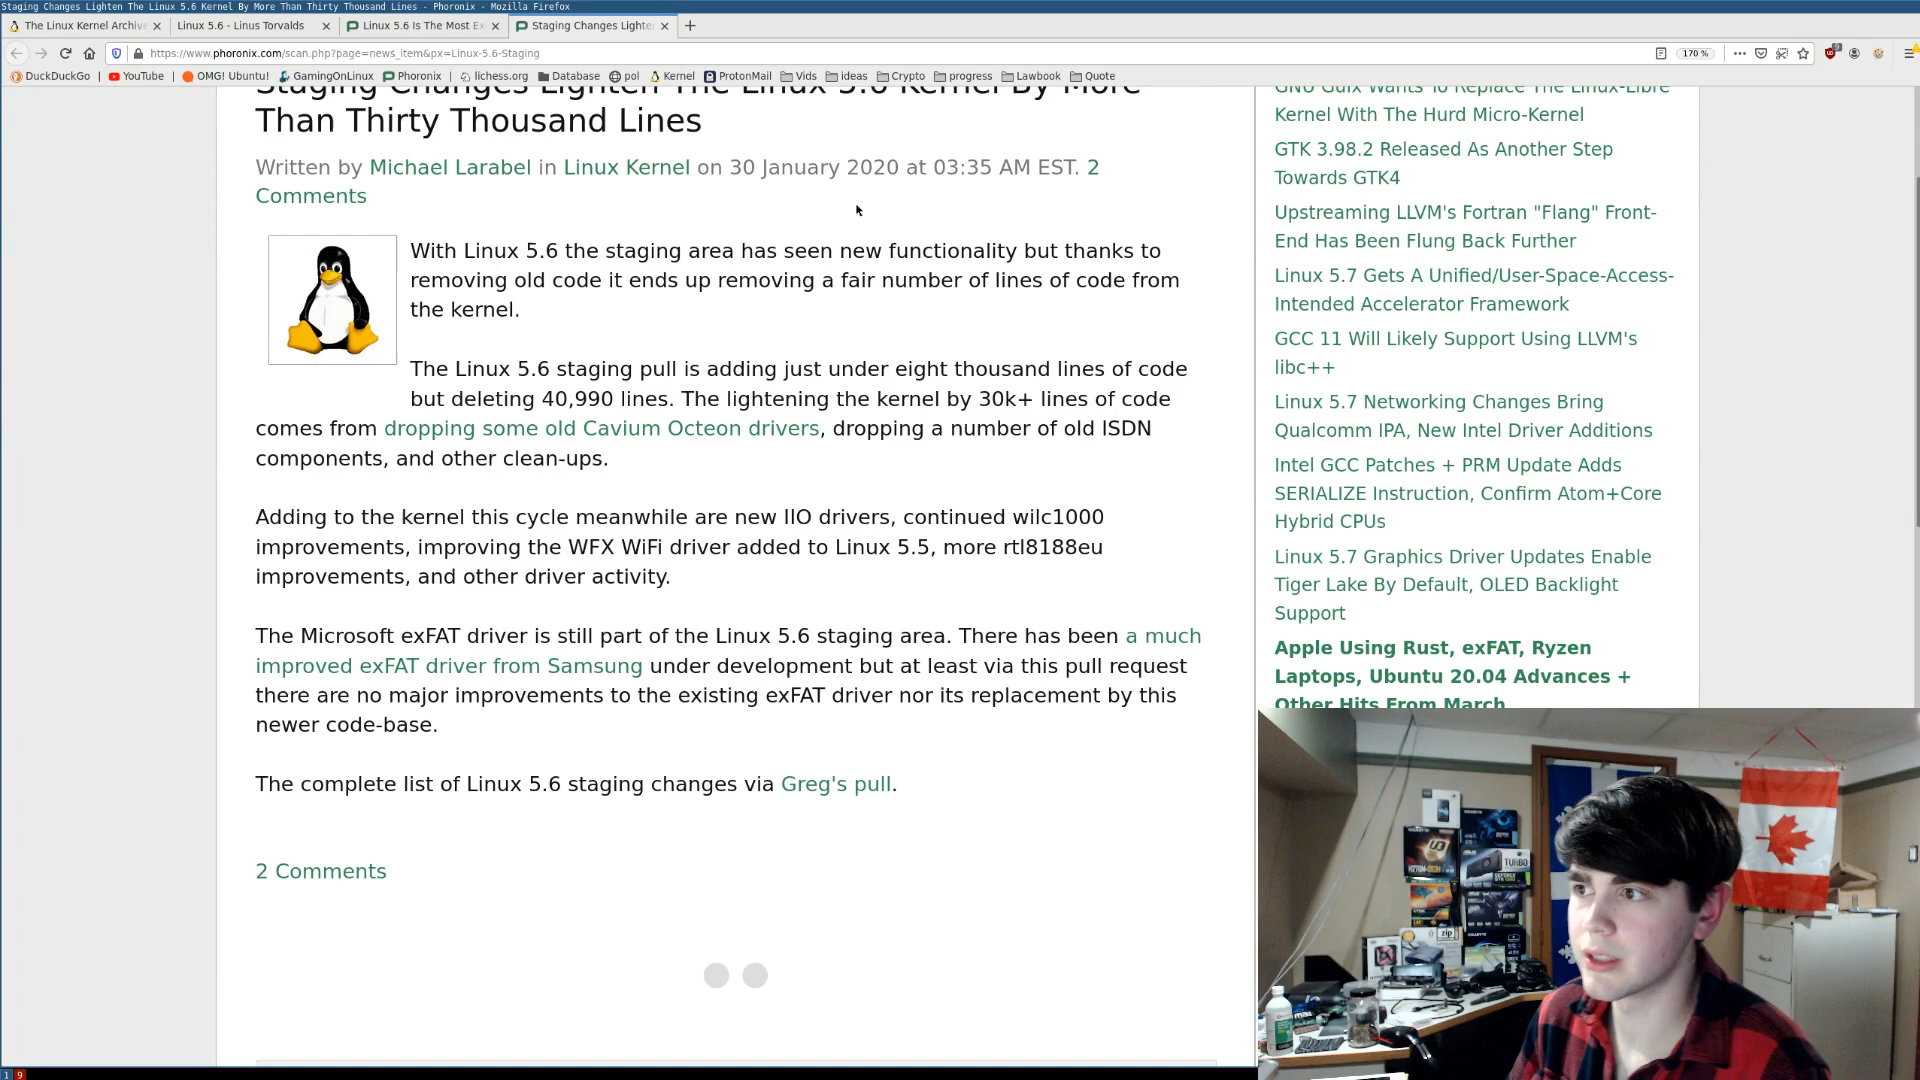 Staging Changes Lighten The Linux 5.6 Kernel By More Than Thirty Thousand Lines - Phoronix - Mozilla Firefox
The Linux Kernel Archive
Linux 5.6 - Linus Torvalds
Linux 5.6 Is The Most Ex
Staging Changes Lighte
https://www.phoronix.com/scan.php?page=news_item&px=Linux-5.6-Staging
170 %
DuckDuckGo | YouTube | OMG! Ubuntu! GamingOnLinux Phoronix | lichess.org Database pol Kernel ProtonMail Vids ideas Crypto progress Lawbook Quote
Staging Changes Lighten The Linux 5.6 Kernel By More
Than Thirty Thousand Lines
Written by Michael Larabel in Linux Kernel on 30 January 2020 at 03:35 AM EST. 2
Comments
With Linux 5.6 the staging area has seen new functionality but thanks to
removing old code it ends up removing a fair number of lines of code from
the kernel.
The Linux 5.6 staging pull is adding just under eight thousand lines of code
but deleting 40,990 lines. The lightening the kernel by 30k+ lines of code
comes from dropping some old Cavium Octeon drivers, dropping a number of old ISDN
components, and other clean-ups.
Adding to the kernel this cycle meanwhile are new IIO drivers, continued wilc1000
improvements, improving the WFX WiFi driver added to Linux 5.5, more rtl8188eu
improvements, and other driver activity.
The Microsoft exFAT driver is still part of the Linux 5.6 staging area. There has been a much
improved exFAT driver from Samsung under development but at least via this pull request
there are no major improvements to the existing exFAT driver nor its replacement by this
newer code-base.
The complete list of Linux 5.6 staging changes via Greg's pull.
2 Comments
GNU Guix Wants To Replace The Linux-Libre
Kernel With The Hurd Micro-Kernel
GTK 3.98.2 Released As Another Step
Towards GTK4
Upstreaming LLVM's Fortran "Flang" Front-
End Has Been Flung Back Further
Linux 5.7 Gets A Unified/User-Space-Access-
Intended Accelerator Framework
GCC 11 Will Likely Support Using LLVM's
libc++
Linux 5.7 Networking Changes Bring
Qualcomm IPA, New Intel Driver Additions
Intel GCC Patches + PRM Update Adds
SERIALIZE Instruction, Confirm Atom+Core
Hybrid CPUs
Linux 5.7 Graphics Driver Updates Enable
Tiger Lake By Default, OLED Backlight
Support
Apple Using Rust, exFAT, Ryzen
Laptops, Ubuntu 20.04 Advances +
Other Hits From March
TURBO
zip
1 9